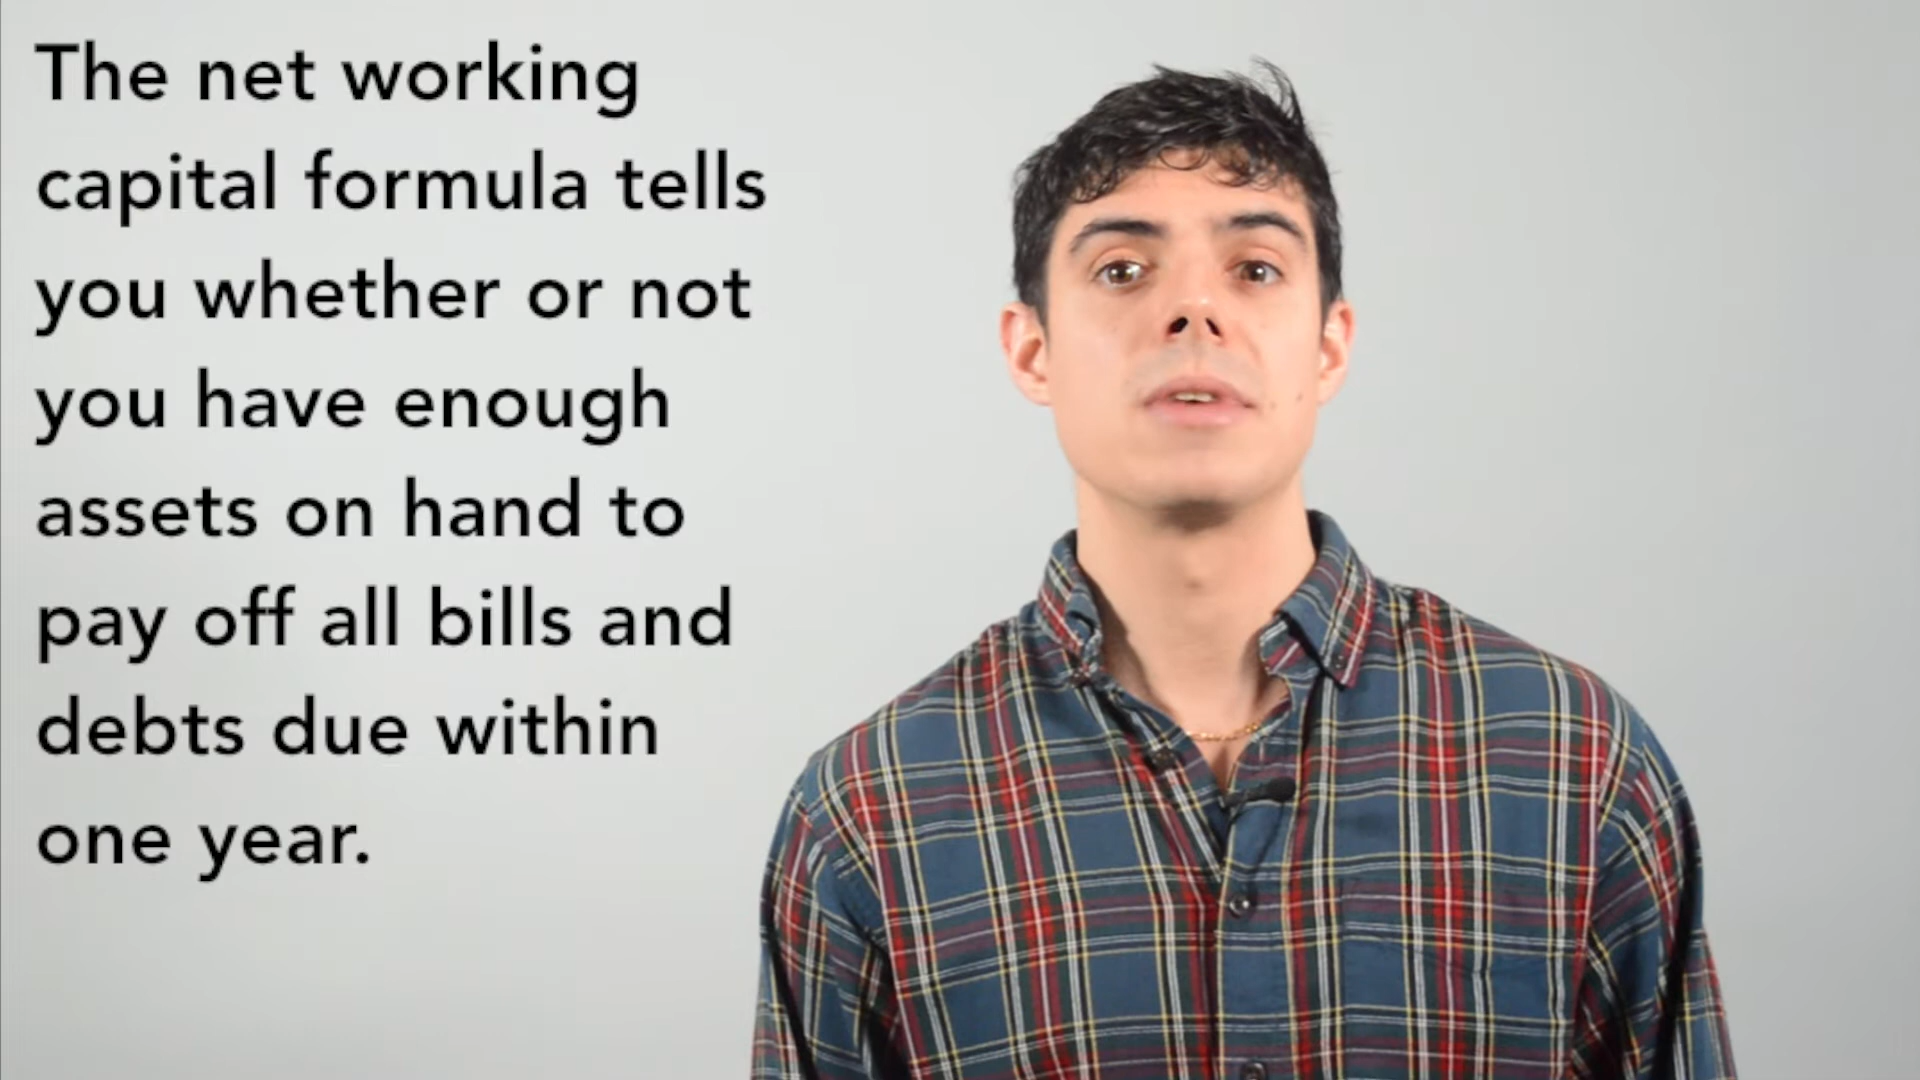 The net working
capital formula tells
you whether or not
you have enough
assets on hand to
pay off all bills and
debts due within
one year.